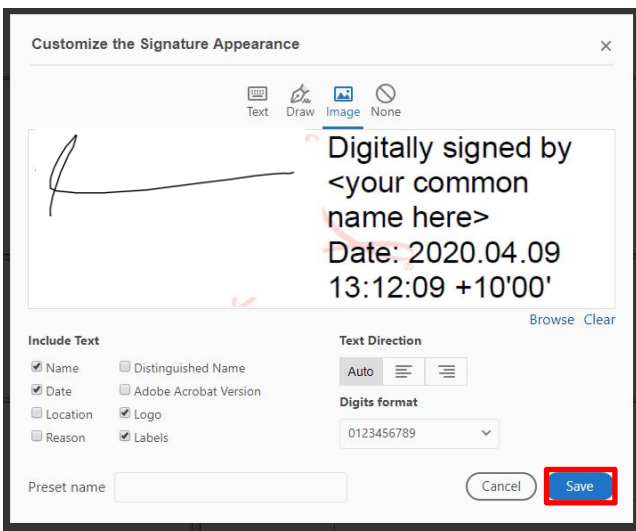 Customize the Signature Appearance
Text Draw Image None
Digitally signed by
<your common
name here>
Date: 2020.04.09
13:12:09 +10'00'
Browse Clear
Include Text
Name
Distinguished Name
Date
Adobe Acrobat Version
Location
Logo
Reason
Labels
Text Direction
Auto
Digits format
0123456789
Preset name
Cancel
Save